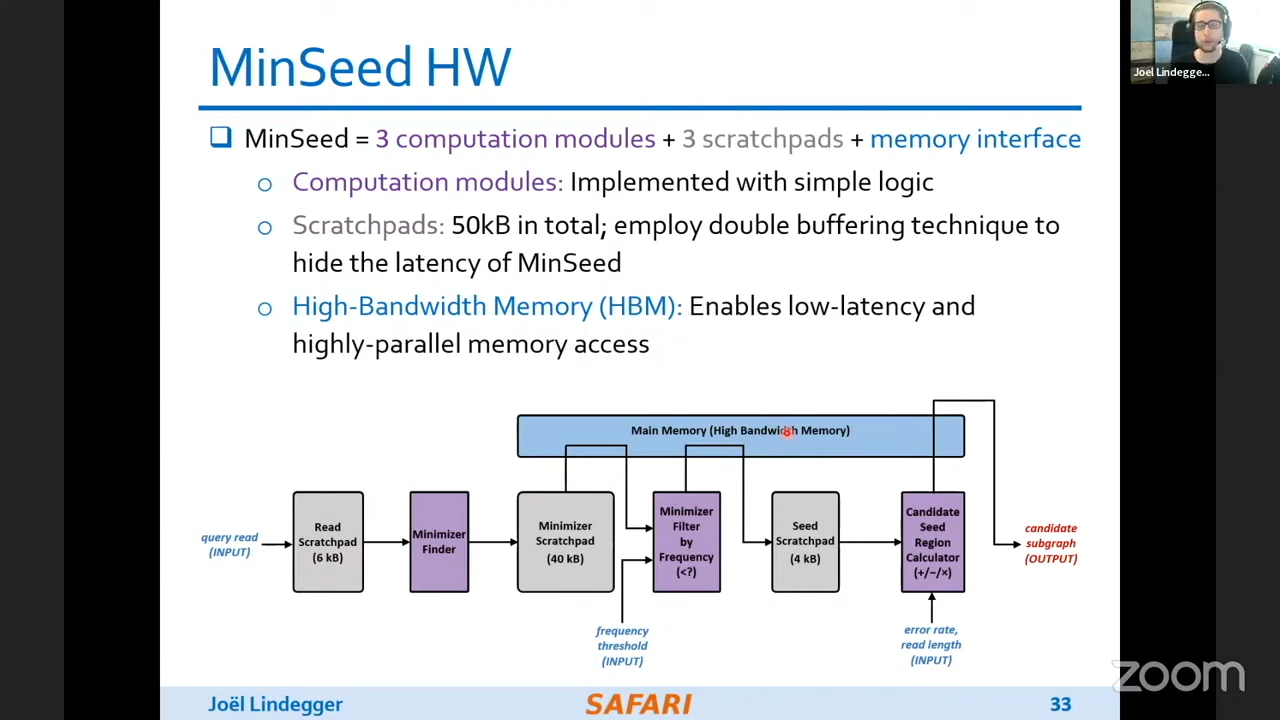 MinSeed HW
Joel Lindegge...
MinSeed = 3 computation modules + 3 scratchpads + memory interface
Computation modules: Implemented with simple logic
Scratchpads: 50kB in total; employ double buffering technique to
hide the latency of MinSeed
High-Bandwidth Memory (HBM): Enables low-latency and
highly-parallel memory access
Main Memory (High Bandwidth Memory)
query read
(INPUT)
Read
Scratchpad
(6 kB)
Minimizer
Finder
Minimizer
Scratchpad
(40 kB)
Minimizer
Filter
by
Frequency
(<?)
Seed
Scratchpad
(4 kB)
Candidate
Seed
Region
Calculator
(+/−/×)
candidate
subgraph
(OUTPUT)
frequency
threshold
(INPUT)
error rate,
read length
(INPUT)
zoom
Joël Lindegger
SAFARI
33